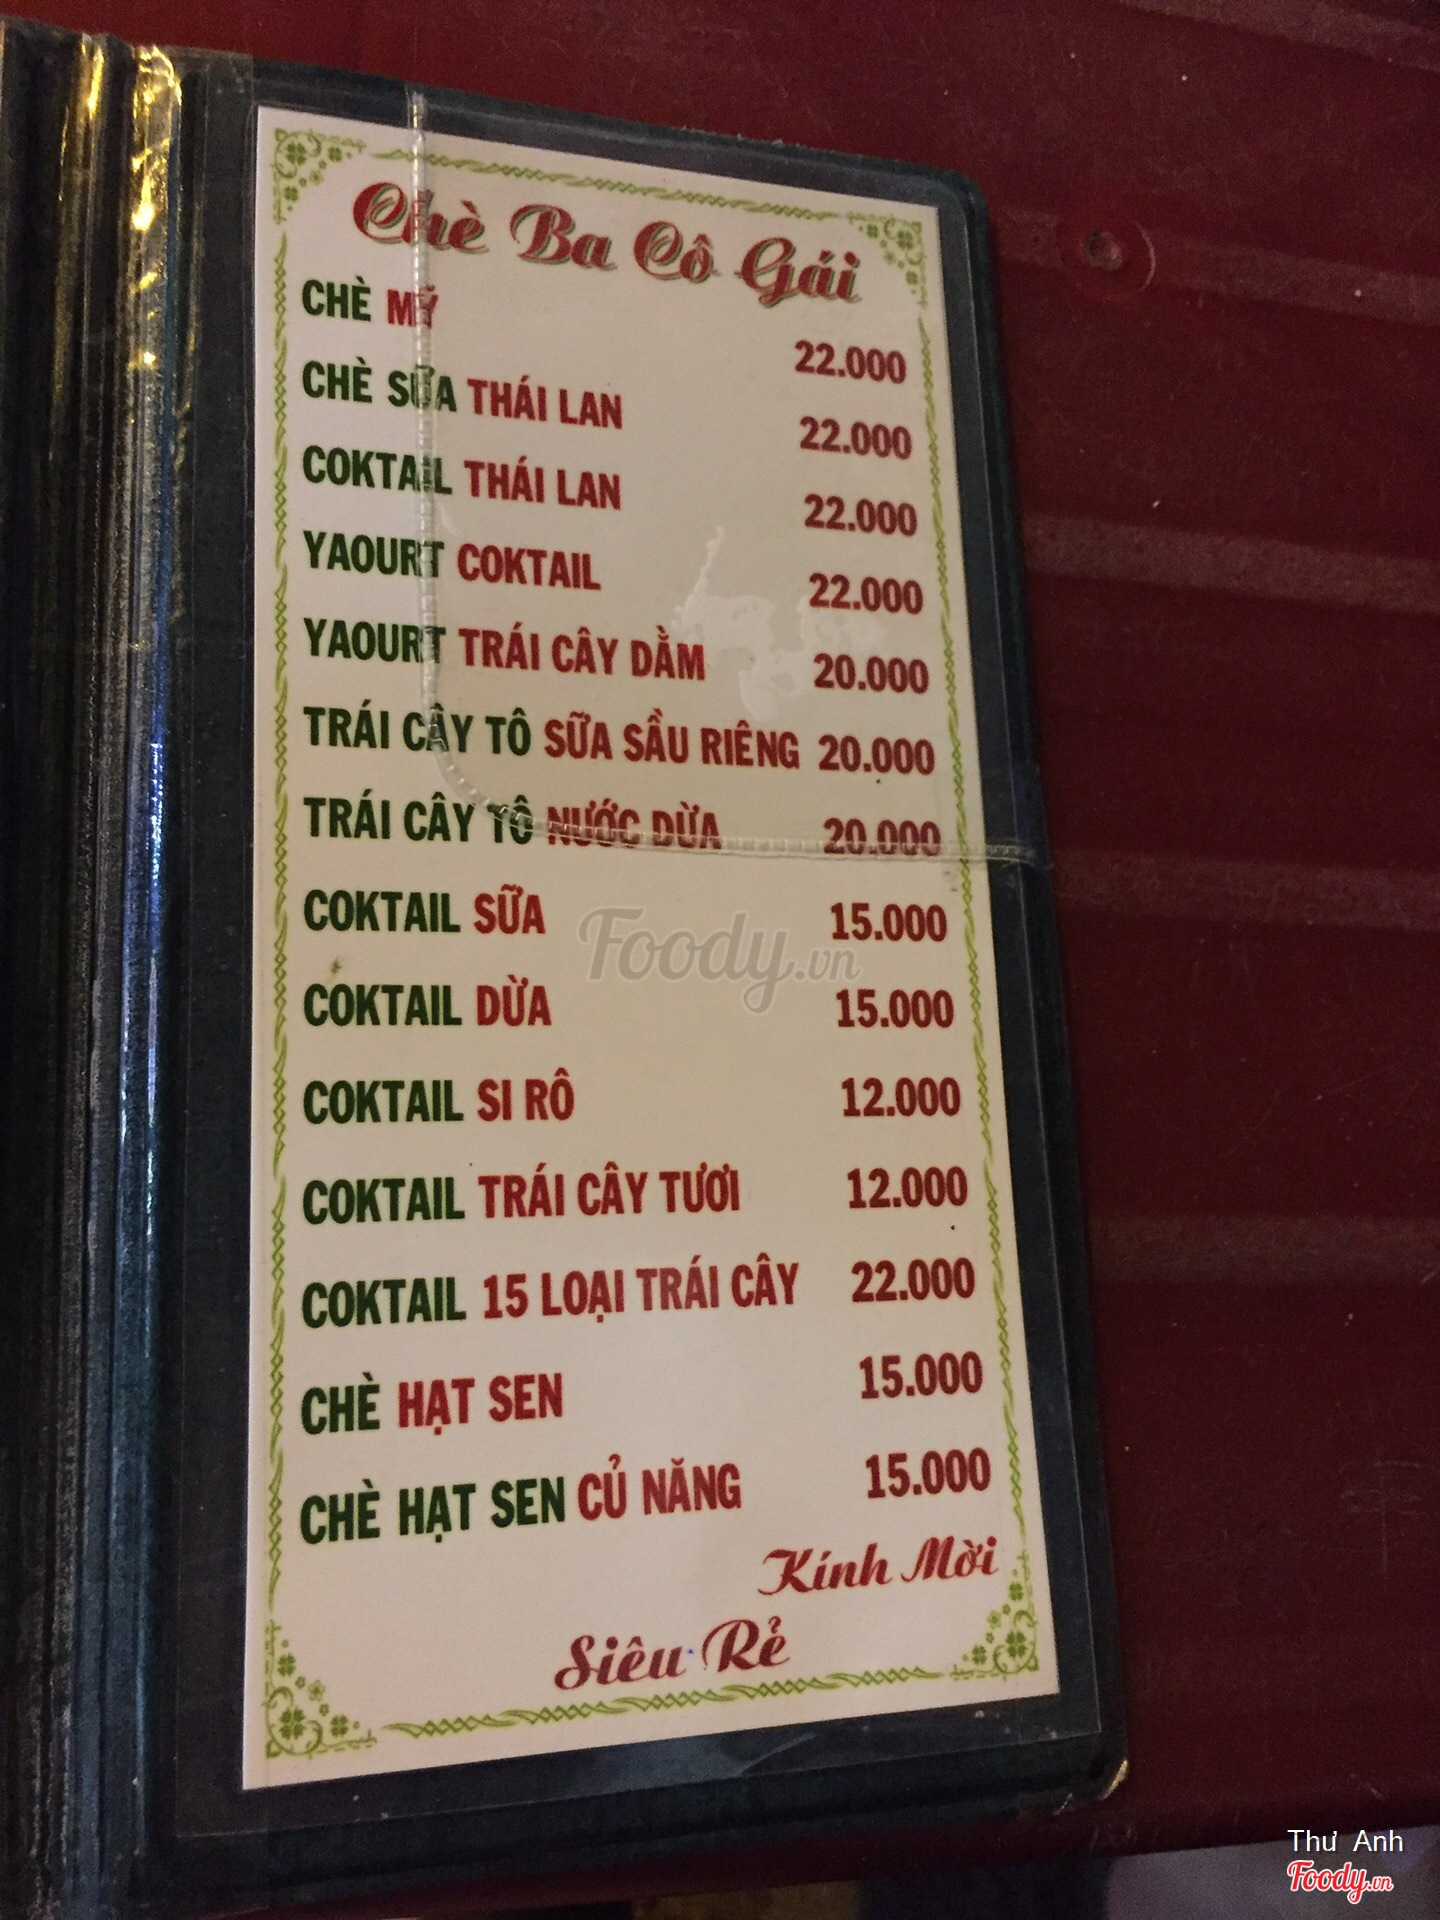 Chè Ba Cô Gái
CHÈ MỸ 22.000
CHÈ SỮA THÁI LAN 22.000
COKTAIL THÁI LAN 22.000
YAOURT COKTAIL 22.000
YAOURT TRÁI CÂY DẰM 20.000
TRÁI CÂY TÔ SỮA SẦU RIÊNG 20.000
TRÁI CÂY TÔ NƯỚC DỪA 20.000
COKTAIL SỮA 15.000
Foody.vn
COKTAIL DỪA 15.000
COKTAIL SI RÔ 12.000
COKTAIL TRÁI CÂY TƯƠI 12.000
COKTAIL 15 LOẠI TRÁI CÂY 22.000
CHÈ HẠT SEN 15.000
CHÈ HẠT SEN CỦ NĂNG 15.000
Kính Mời
Siêu Rẻ
Thư Anh
Foody.vn